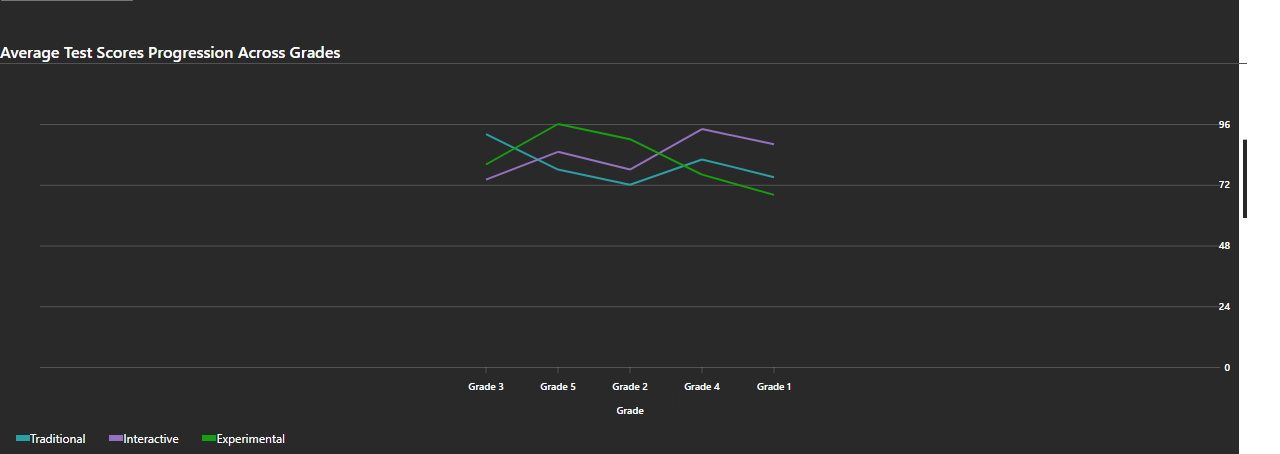 Average Test Scores Progression Across Grades
96
72
48
24
0
Grade 3 Grade 5 Grade 2 Grade 4 Grade 1
Grade
Traditional Interactive Experimental